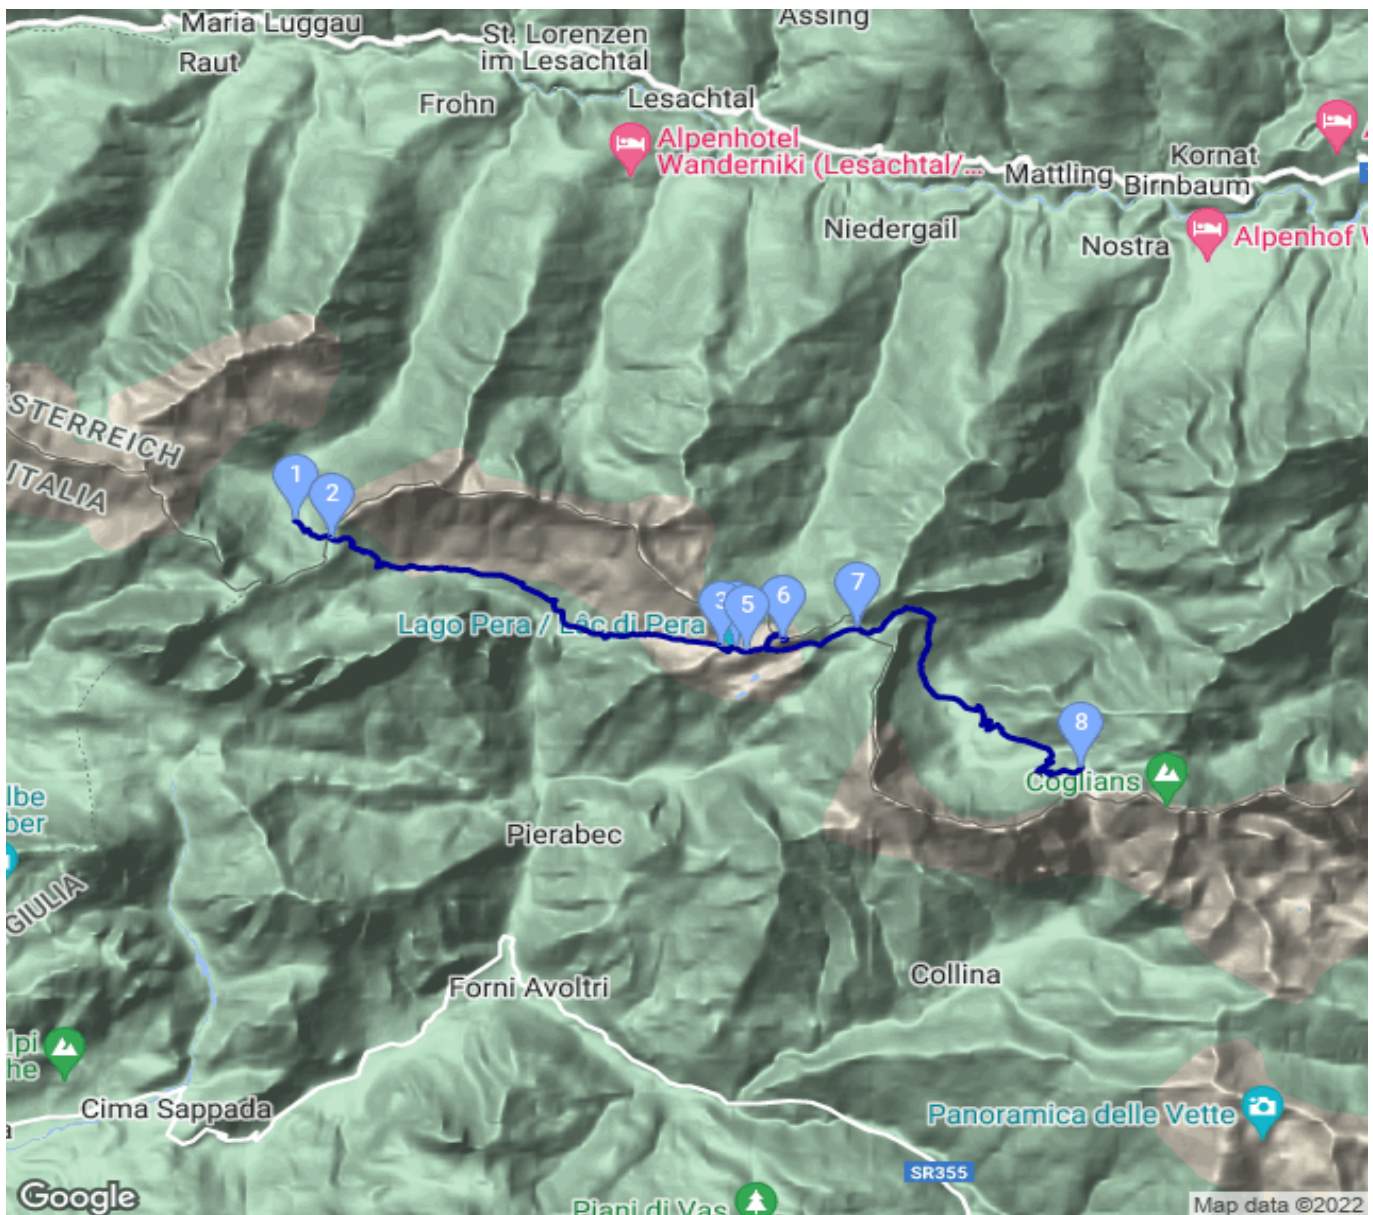 Assing
Maria Luggau
St. Lorenzen
im Lesachtal
Raut
Frohn
Lesachtal
Alpenhotel
Wanderniki (Lesachtal/...
Mattling
Kornat
Birnbaum
Niedergail
Nostra
Alpenhof
STERREICH
ITALIA
1
2
3
5
6
7
Lago Pera / Lâc di Pera
8
Coglians
lbe
ber
Pierabec
GIULIA
Forni Avoltri
Collina
lpi
he
Cima Sappada
Panoramica delle Vette
SR355
Piani di Vas
Google
Map data ©2022